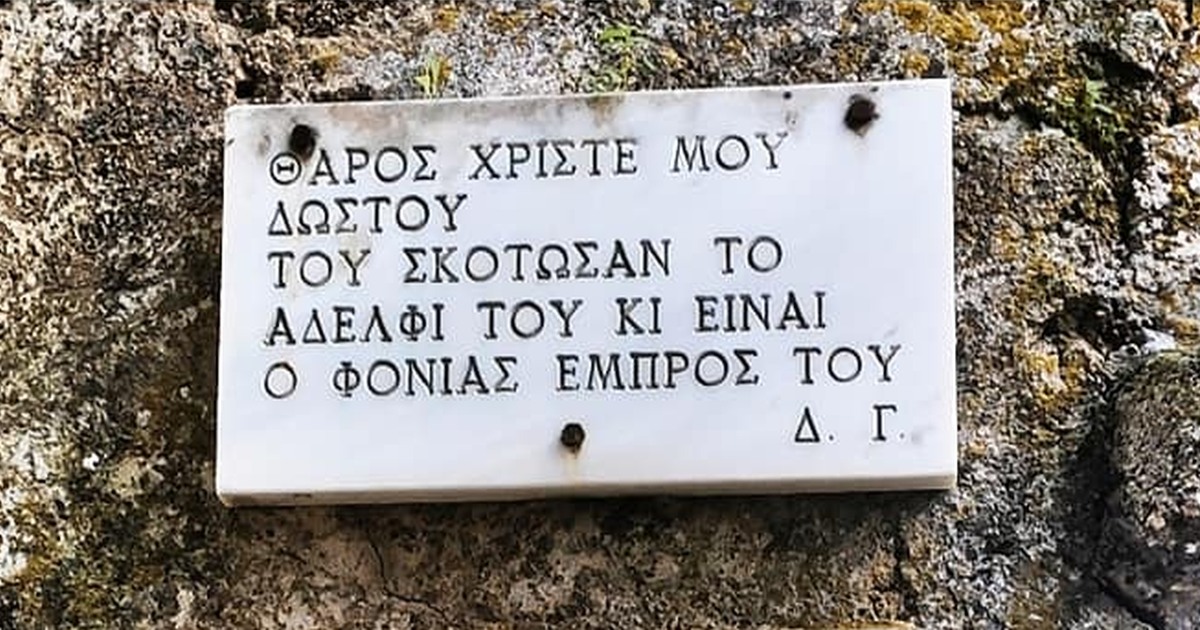 ΘΑΡΟΣ ΧΡΙΣΤΕ ΜΟΥ
ΔΩΣΤΟΥ
ΤΟΥ ΣΚΟΤΩΣΑΝ ΤΟ
ΑΔΕΛΦΙ ΤΟΥ ΚΙ ΕΙΝΑΙ
Ο ΦΟΝΙΑΣ ΕΜΠΡΟΣ ΤΟΥ
Δ. Γ.